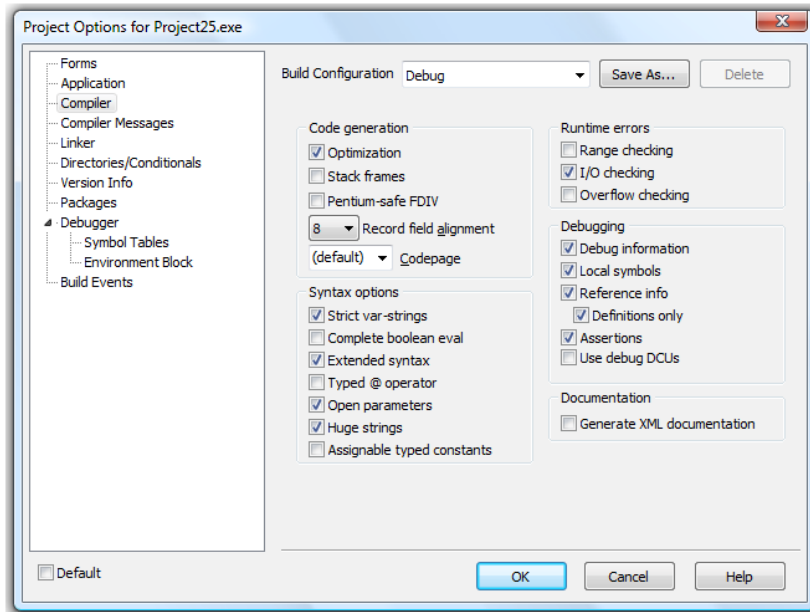 Project Options for Project25.exe
Forms
Application
Compiler
Compiler Messages
Linker
Directories/Conditionals
Version Info
Packages
Debugger
Symbol Tables
Environment Block
Build Events
Default
Build Configuration Debug Save As... Delete
Code generation
Optimization
Stack frames
Pentium-safe FDIV
8 Record field alignment
(default) Codepage
Syntax options
Strict var-strings
Complete boolean eval
Extended syntax
Typed @ operator
Open parameters
Huge strings
Assignable typed constants
Runtime errors
Range checking
I/O checking
Overflow checking
Debugging
Debug information
Local symbols
Reference info
Definitions only
Assertions
Use debug DCUs
Documentation
Generate XML documentation
OK Cancel Help